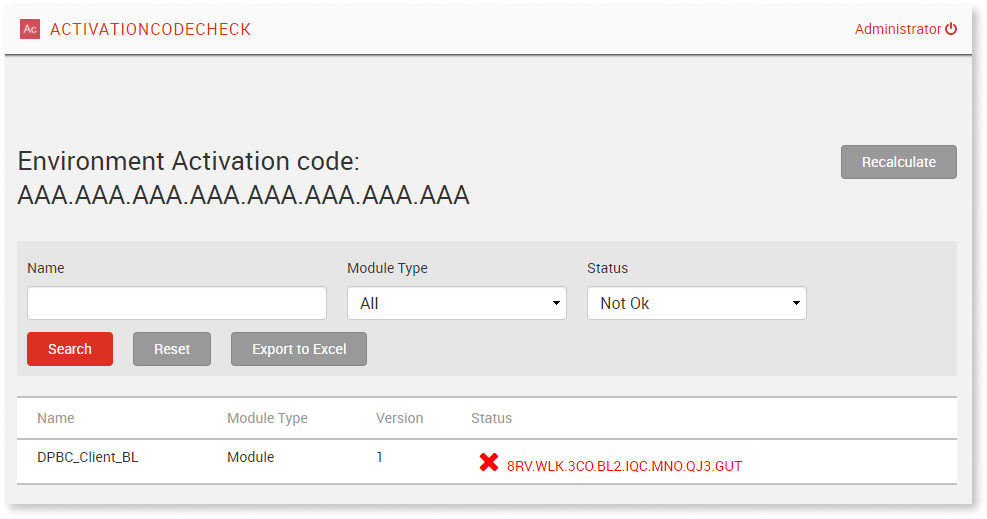 Ac ACTIVATIONCODECHECK Administrator
Environment Activation code:
AAA.AAA.AAA.AAA.AAA.AAA.AAA.AAA
Recalculate
Name Module Type Status
All Not Ok
Search Reset Export to Excel
Name Module Type Version Status
DPBC_Client_BL Module 1 8RV.WLK.3CO.BL2.IQC.MNO.QJ3.GUT